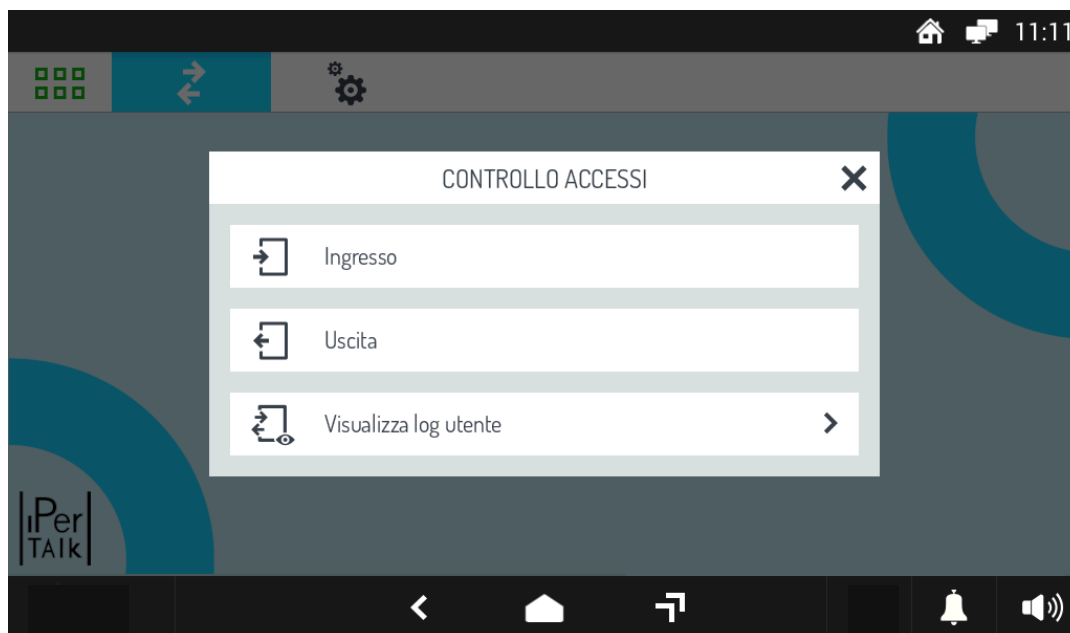 11:11
CONTROLLO ACCESSI
Ingresso
Uscita
Visualizza log utente
iPer
TAlk